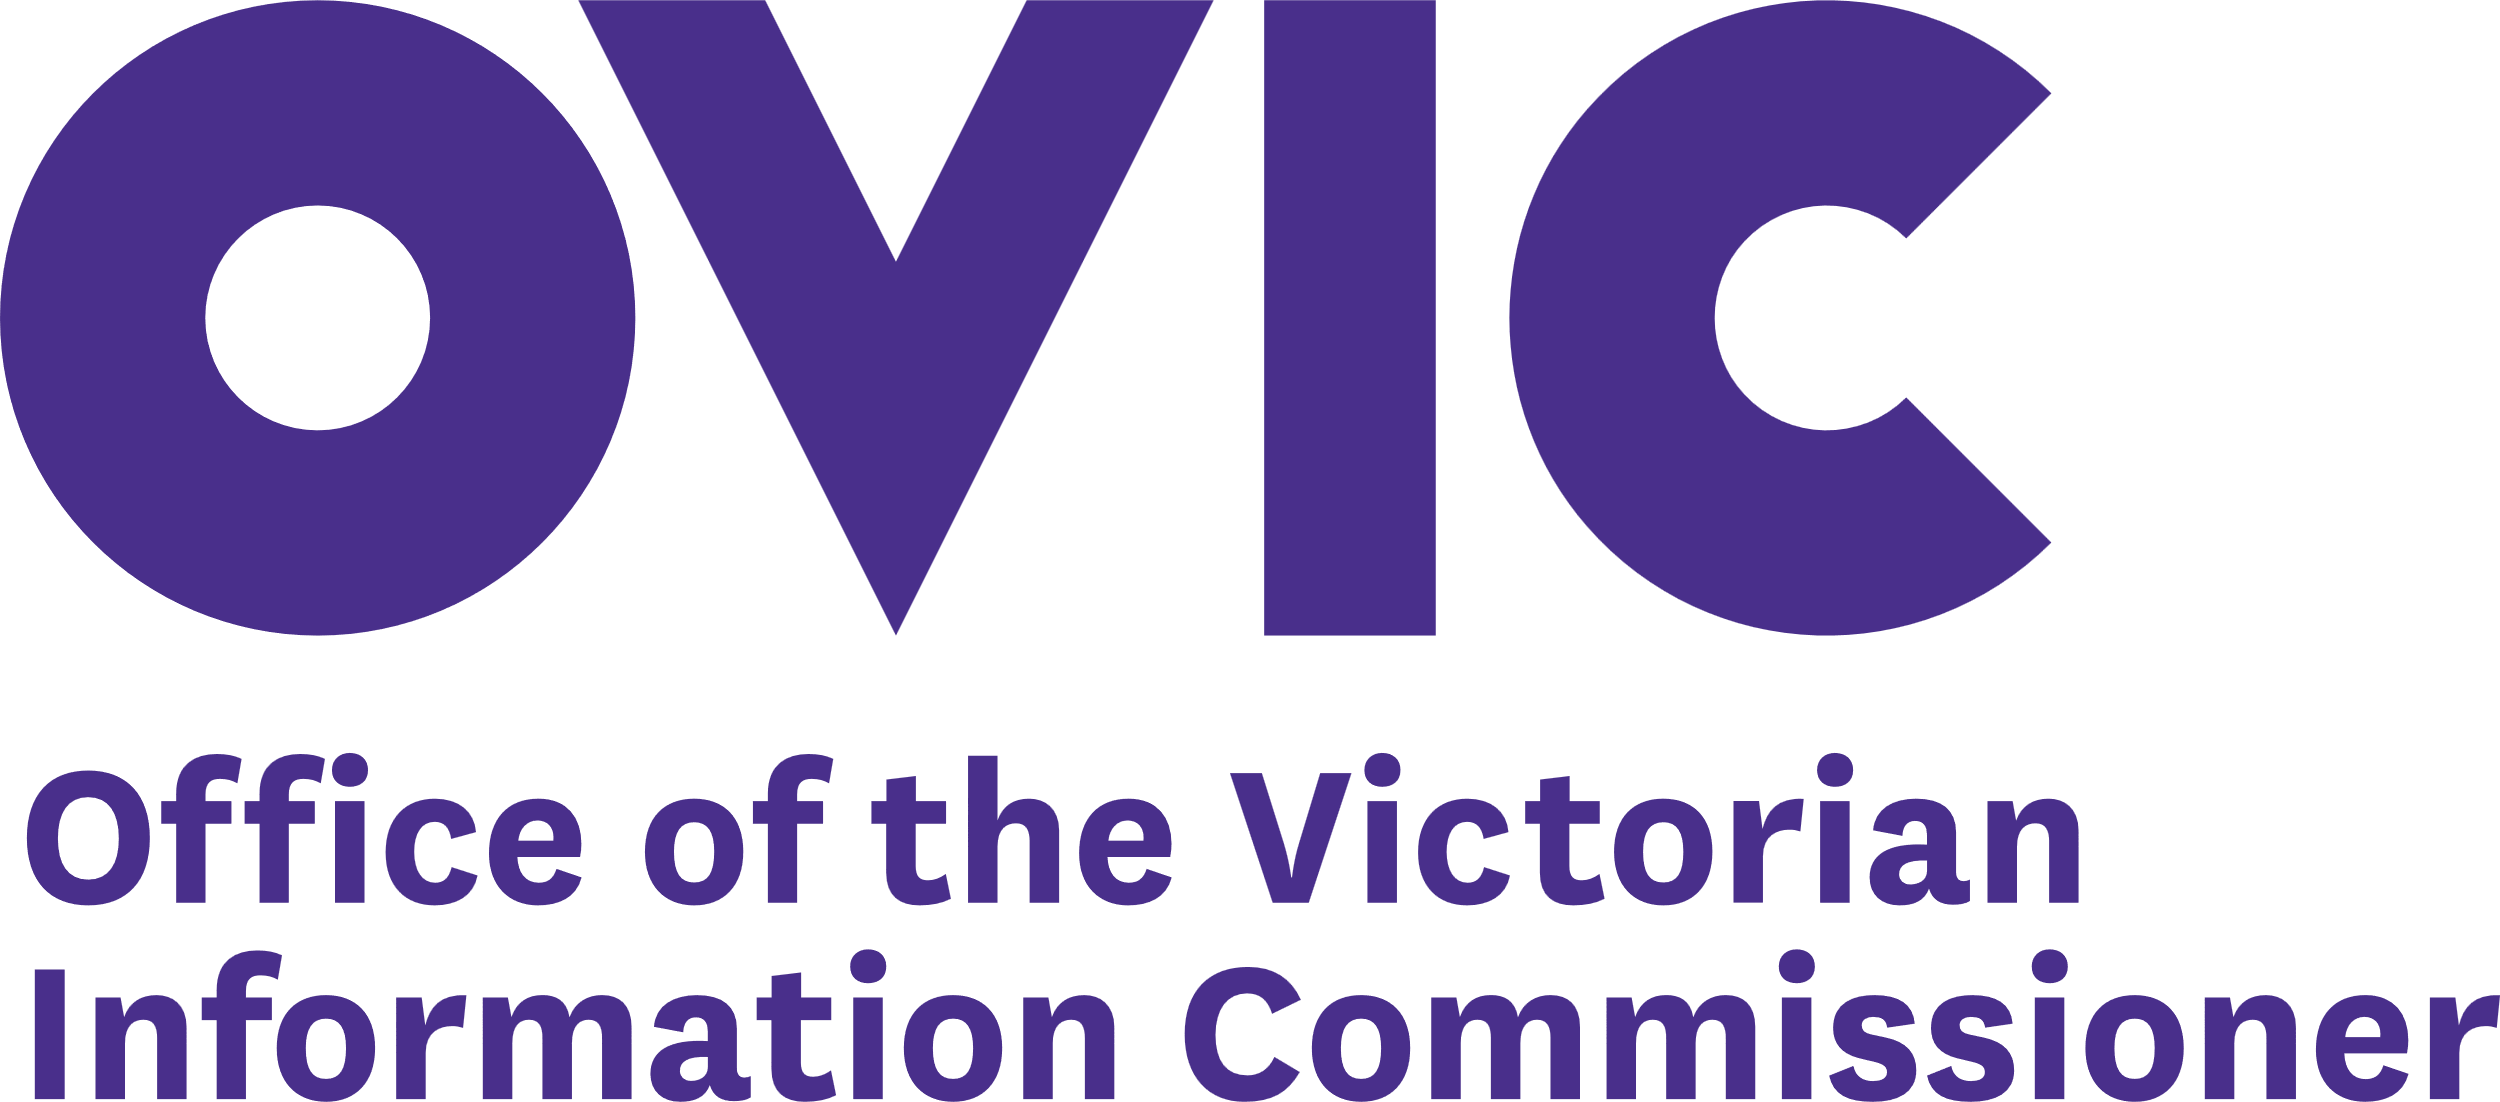 OVIC
Office of the Victorian
Information Commissioner